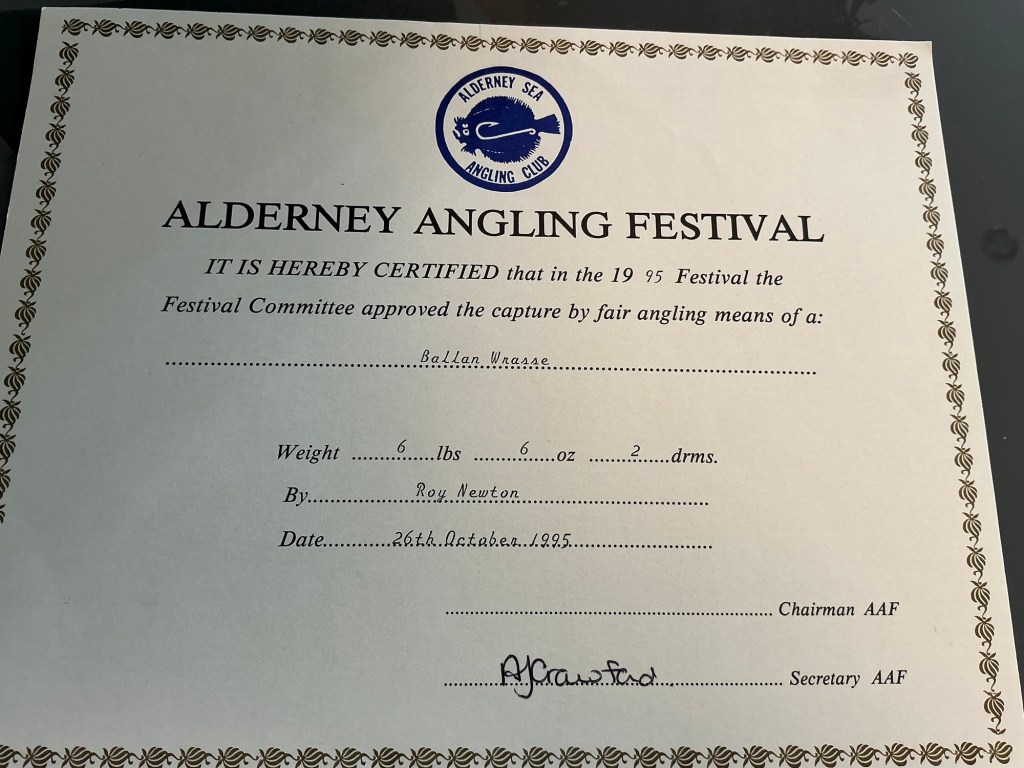 ALDERNEY SEA
ANGLING CLUB
ALDERNEY ANGLING FESTIVAL
IT IS HEREBY CERTIFIED that in the 19 95 Festival the
Festival Committee approved the capture by fair angling means of a:
Ballan Wrasse
Weight 6 lbs 6 oz 2 drms.
By Roy Newton
Date 26th October 1995
Chairman AAF
AJCrawford Secretary AAF